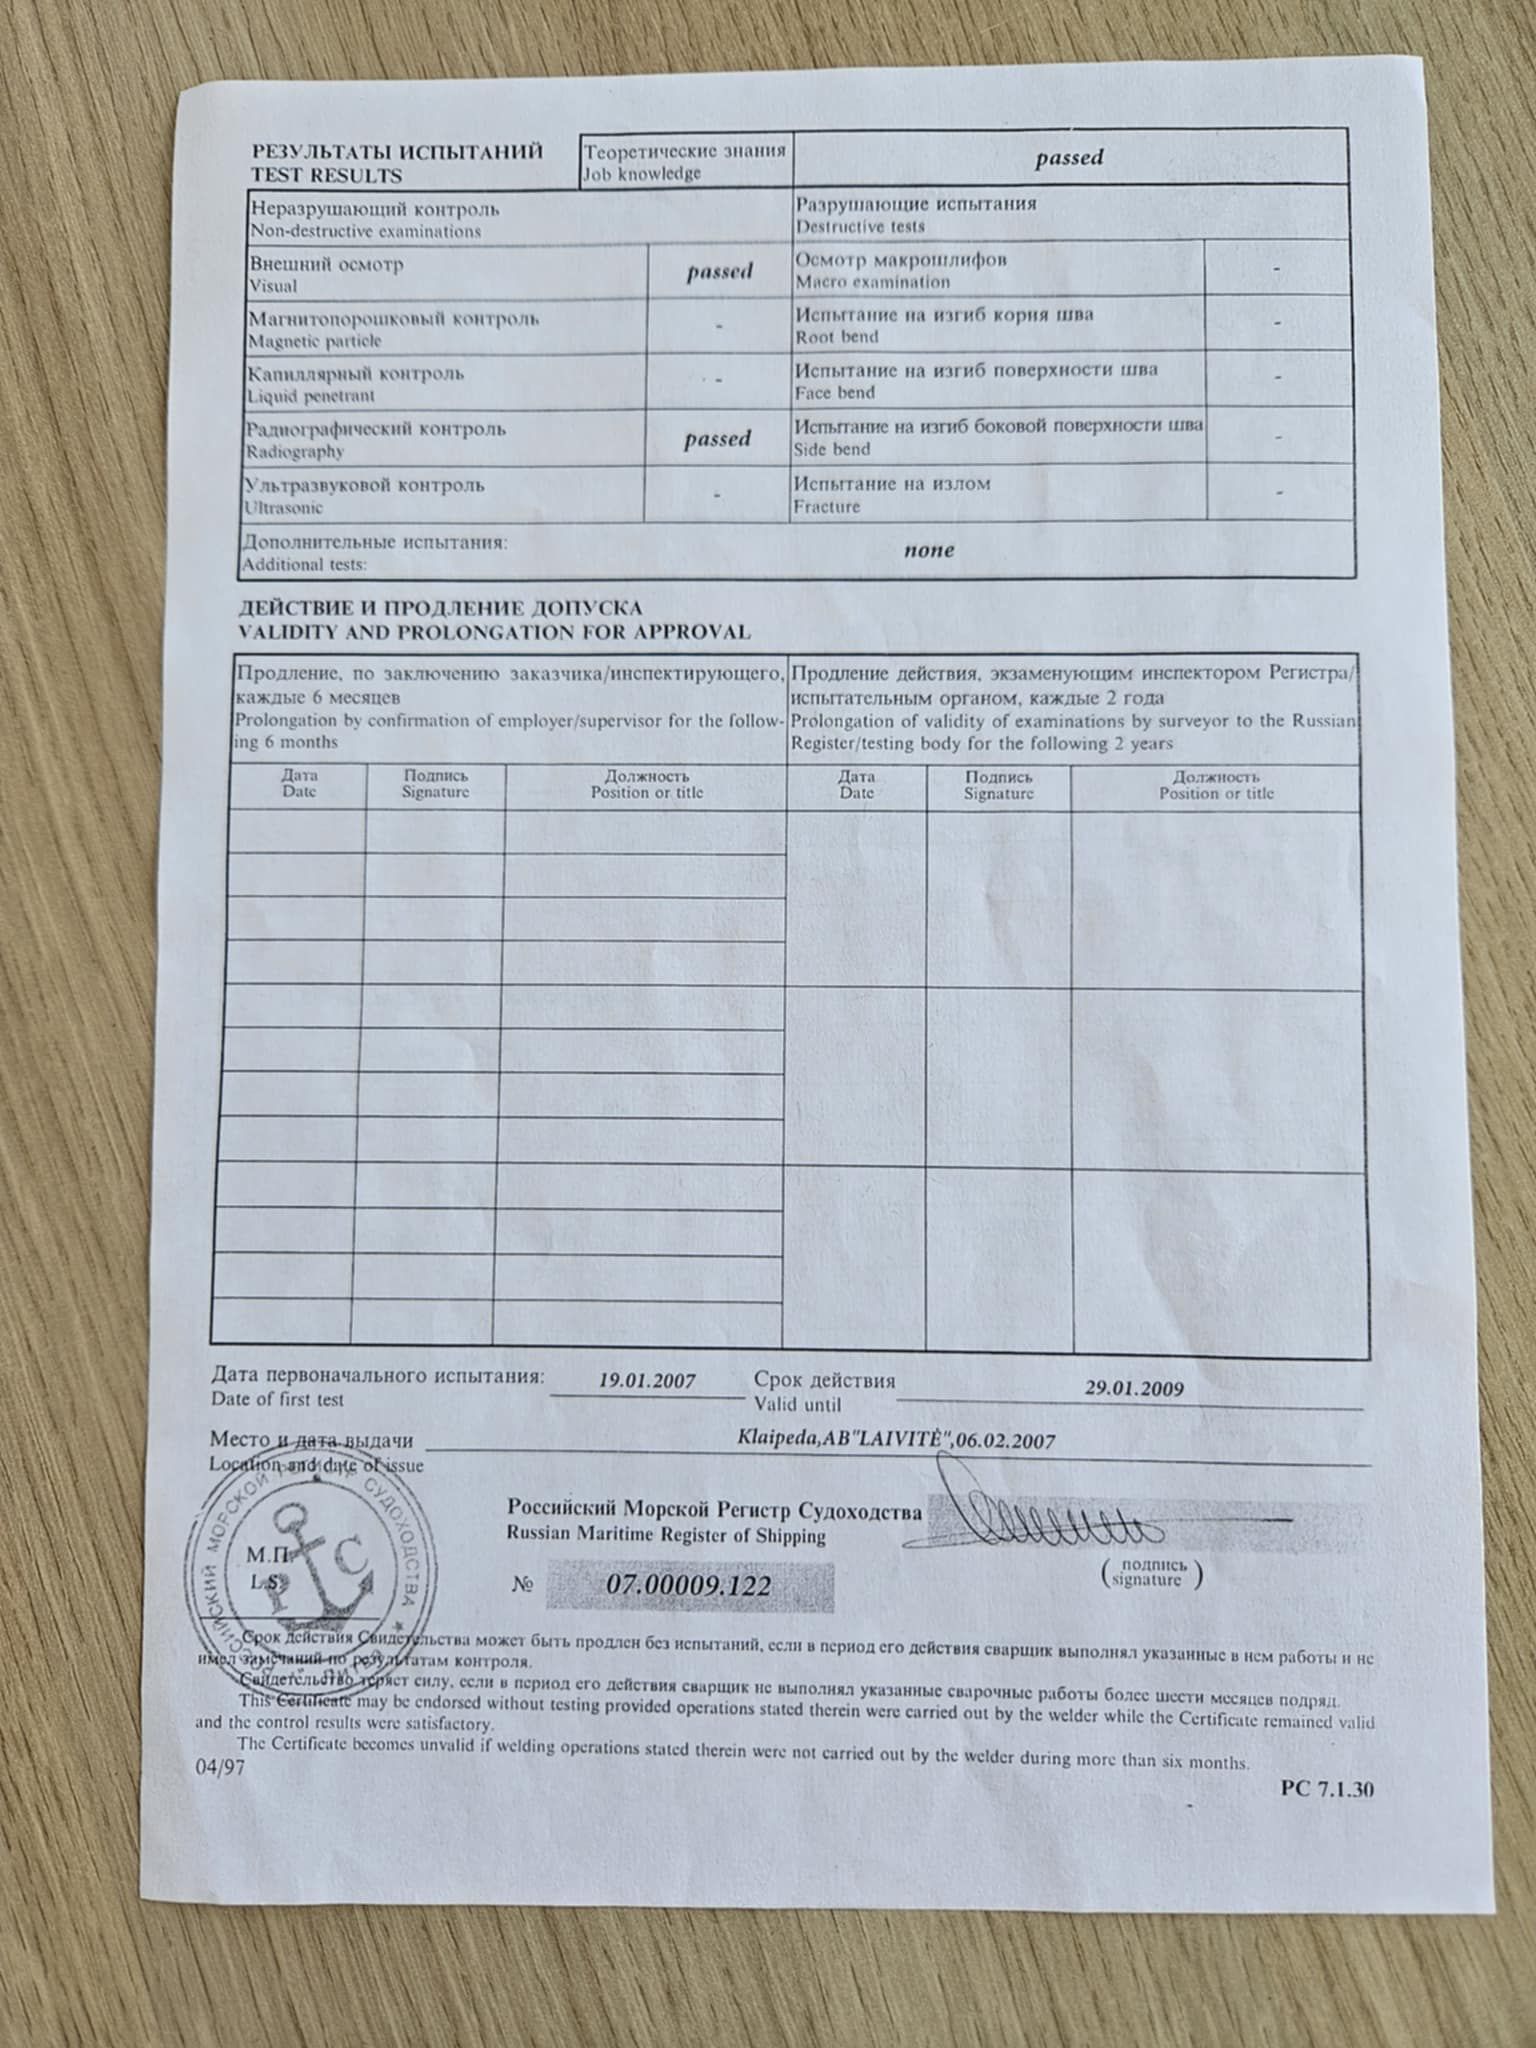 РЕЗУЛЬТАТЫ ИСПЫТАНИЙ
TEST RESULTS
Теоретические знания
Job knowledge
passed
Неразрушающий контроль
Non-destructive examinations
Разрушающие испытания
Destructive tests
Внешний осмотр
Visual
passed
Осмотр макрошлифов
Macro examination
-
Магнитопорошковый контроль
Magnetic particle
-
Испытание на изгиб корня шва
Root bend
-
Капиллярный контроль
Liquid penetrant
-
Испытание на изгиб поверхности шва
Face bend
-
Радиографический контроль
Radiography
passed
Испытание на изгиб боковой поверхности шва
Side bend
-
Ультразвуковой контроль
Ultrasonic
-
Испытание на излом
Fracture
-
Дополнительные испытания:
Additional tests:
none
ДЕЙСТВИЕ И ПРОДЛЕНИЕ ДОПУСКА
VALIDITY AND PROLONGATION FOR APPROVAL
Продление, по заключению заказчика/инспектирующего,
каждые 6 месяцев
Prolongation by confirmation of employer/supervisor for the follow-
ing 6 months
Продление действия, экзаменующим инспектором Регистра/
испытательным органом, каждые 2 года
Prolongation of validity of examinations by surveyor to the Russian
Register/testing body for the following 2 years
Дата
Date
Подпись
Signature
Должность
Position or title
Дата
Date
Подпись
Signature
Должность
Position or title
Дата первоначального испытания: 19.01.2007 Срок действия 29.01.2009
Date of first test Valid until
Место и дата выдачи Klaipeda,AB"LAIVITĖ",06.02.2007
Location and date of issue
РОССИЙСКИЙ МОРСКОЙ РЕГИСТР СУДОХОДСТВА
Р С
М.П.
L.S.
Российский Морской Регистр Судоходства
Russian Maritime Register of Shipping
(подпись
signature)
№ 07.00009.122
Срок действия Свидетельства может быть продлен без испытаний, если в период его действия сварщик выполнял указанные в нем работы и не
имел замечаний по результатам контроля.
Свидетельство теряет силу, если в период его действия сварщик не выполнял указанные сварочные работы более шести месяцев подряд.
This Certificate may be endorsed without testing provided operations stated therein were carried out by the welder while the Certificate remained valid
and the control results were satisfactory.
The Certificate becomes unvalid if welding operations stated therein were not carried out by the welder during more than six months.
04/97
РС 7.1.30